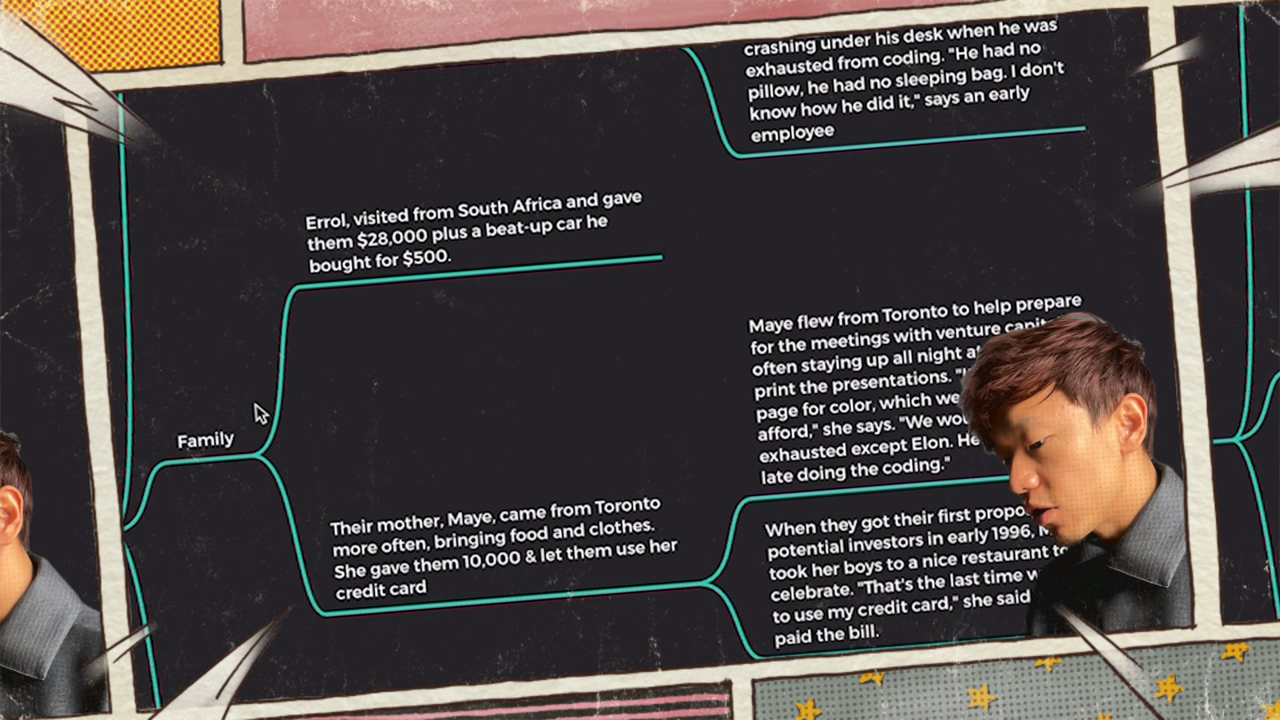 crashing under his desk when he was
exhausted from coding. "He had no
pillow, he had no sleeping bag. I don't
know how he did it," says an early
employee
Errol, visited from South Africa and gave
them $28,000 plus a beat-up car he
bought for $500.
Family
Maye flew from Toronto to help prepare
for the meetings with venture
often staying up all night at
print the presentations.
page for color, which we
afford," she says. "We
exhausted except Elon. He
late doing the coding."
Their mother, Maye, came from Toronto
more often, bringing food and clothes.
She gave them 10,000 & let them use her
credit card
When they got their first
potential investors in early 1996,
took her boys to a nice restaurant to
celebrate. "That's the last time
to use my credit card," she said
paid the bill.